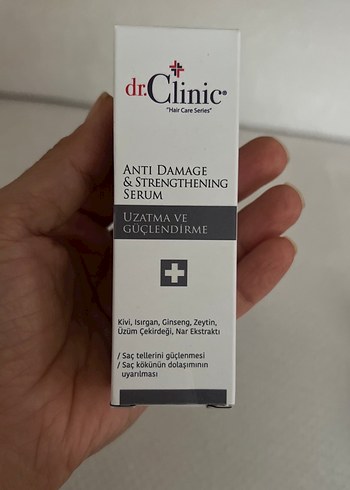 dr.Clinic®
"Hair Care Series"
ANTI DAMAGE
& STRENGTHENING
SERUM
UZATMA VE
GÜÇLENDİRME
Kivi, Isırgan, Ginseng, Zeytin,
Üzüm Çekirdeği, Nar Ekstraktı
/ Saç tellerini güçlenmesi
/ Saç kökünün dolaşımının
uyarılması